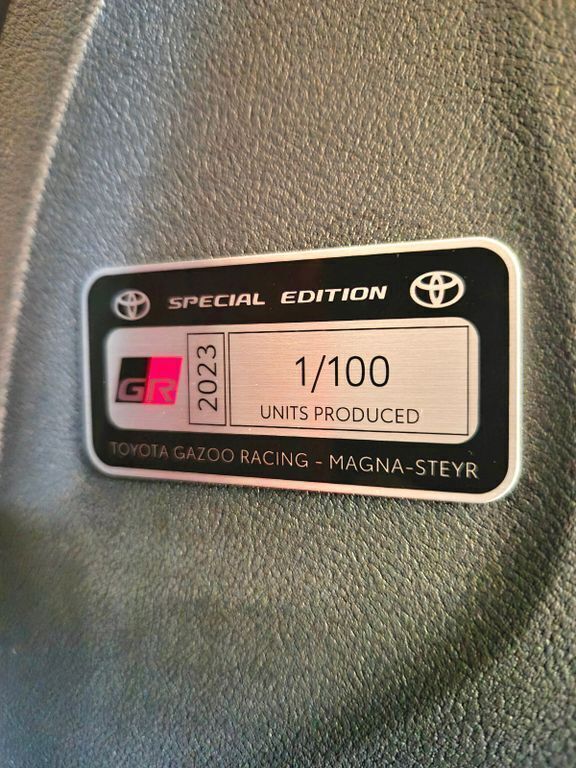 SPECIAL EDITION
GR
2023
1/100
UNITS PRODUCED
TOYOTA GAZOO RACING - MAGNA-STEYR